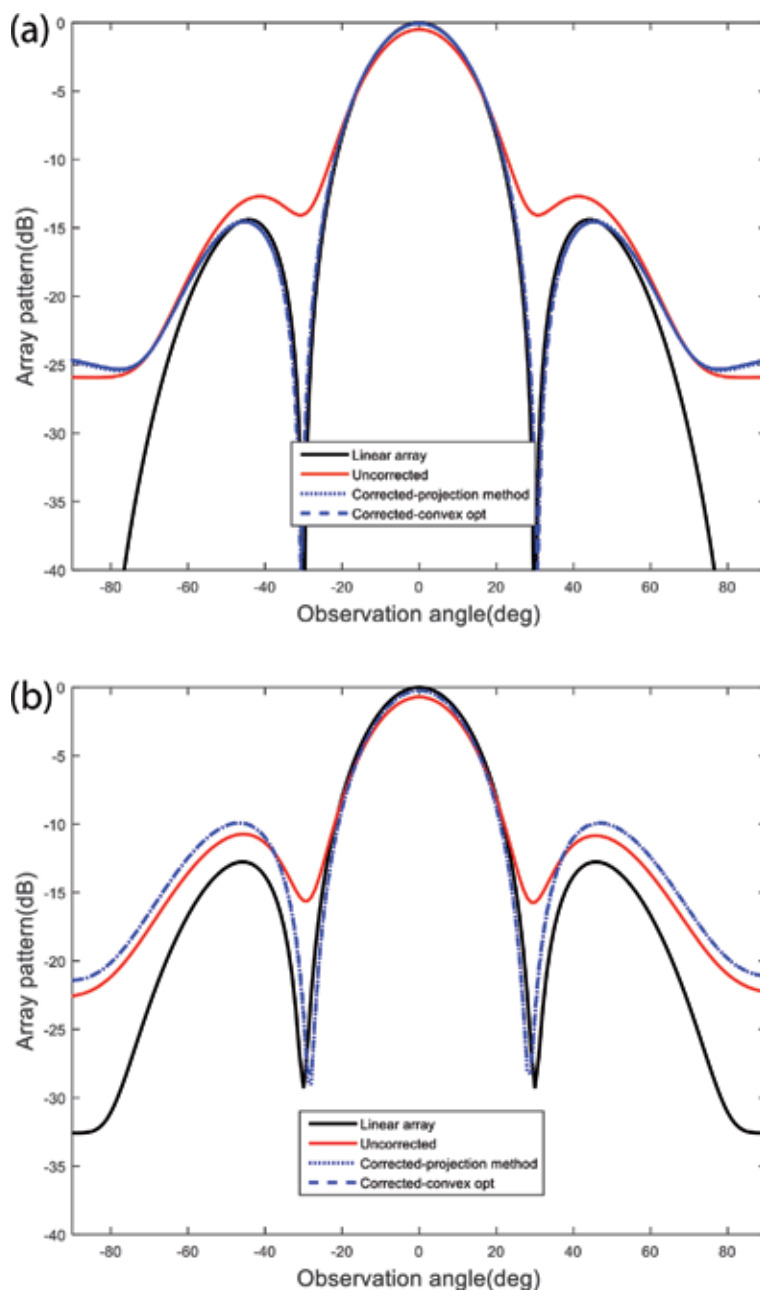 (a)
0
-5
-10
-15
-20
-25
-30
-35
-40
Array pattern(dB)
Linear array
Uncorrected
Corrected-projection method
Corrected-convex opt
-80 -60 -40 -20 0 20 40 60 80
Observation angle(deg)
(b)
0
-5
-10
-15
-20
-25
-30
-35
-40
Array pattern(dB)
Linear array
Uncorrected
Corrected-projection method
Corrected-convex opt
-80 -60 -40 -20 0 20 40 60 80
Observation angle(deg)